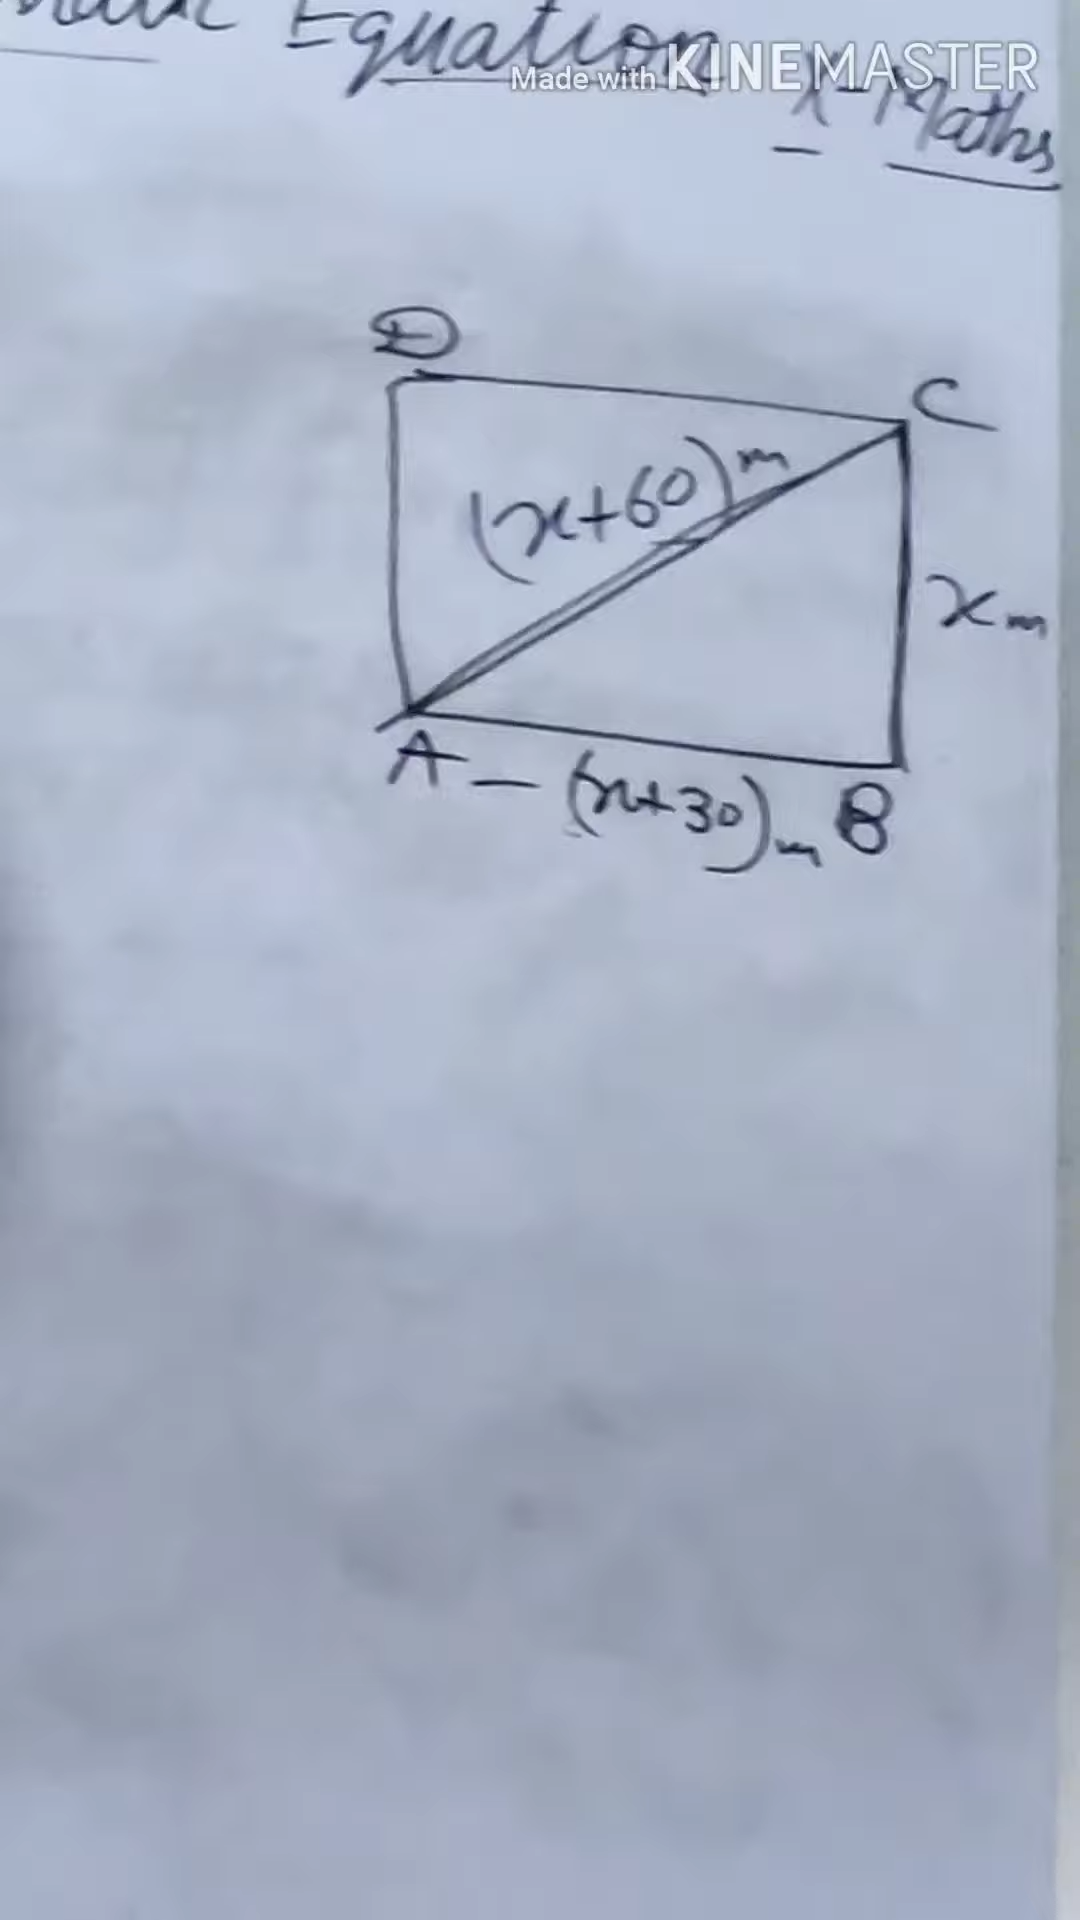 Equation
Made with KINEMASTER
X-Maths
D
C
(x+60)m
xm
A - (x+30)m B